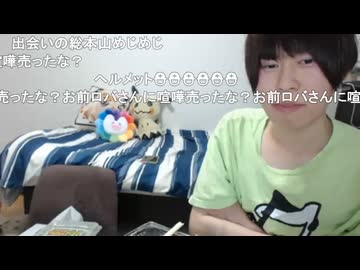 出会いの総本山めじめじ
喧嘩売ったな？
ヘルメット⛄⛄⛄⛄⛄⛄
売ったな？お前ロバさんに喧嘩売ったな？お前ロバさんに喧